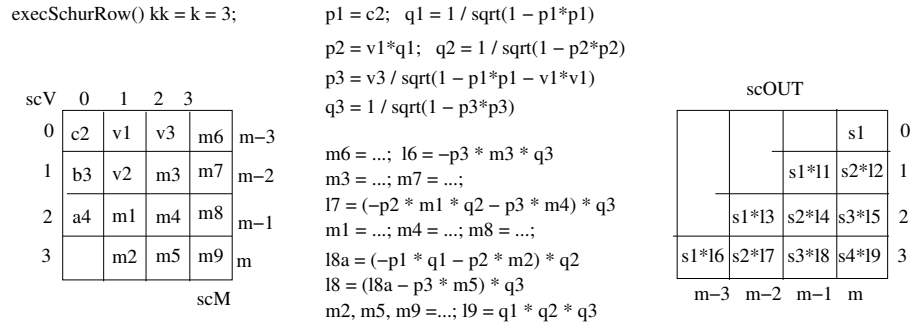 execSchurRow() kk = k = 3;
p1 = c2; q1 = 1 / sqrt(1 − p1*p1)
p2 = v1*q1; q2 = 1 / sqrt(1 − p2*p2)
p3 = v3 / sqrt(1 − p1*p1 − v1*v1)
q3 = 1 / sqrt(1 − p3*p3)
m6 = ...; l6 = −p3 * m3 * q3
m3 = ...; m7 = ...;
l7 = (−p2 * m1 * q2 − p3 * m4) * q3
m1 = ...; m4 = ...; m8 = ...;
l8a = (−p1 * q1 − p2 * m2) * q2
l8 = (l8a − p3 * m5) * q3
m2, m5, m9 =...; l9 = q1 * q2 * q3
scV 0 1 2 3
0 c2 v1 v3 m6 m−3
1 b3 v2 m3 m7 m−2
2 a4 m1 m4 m8 m−1
3 m2 m5 m9 m
scM
scOUT
s1 0
s1*l1 s2*l2 1
s1*l3 s2*l4 s3*l5 2
s1*l6 s2*l7 s3*l8 s4*l9 3
m−3 m−2 m−1 m